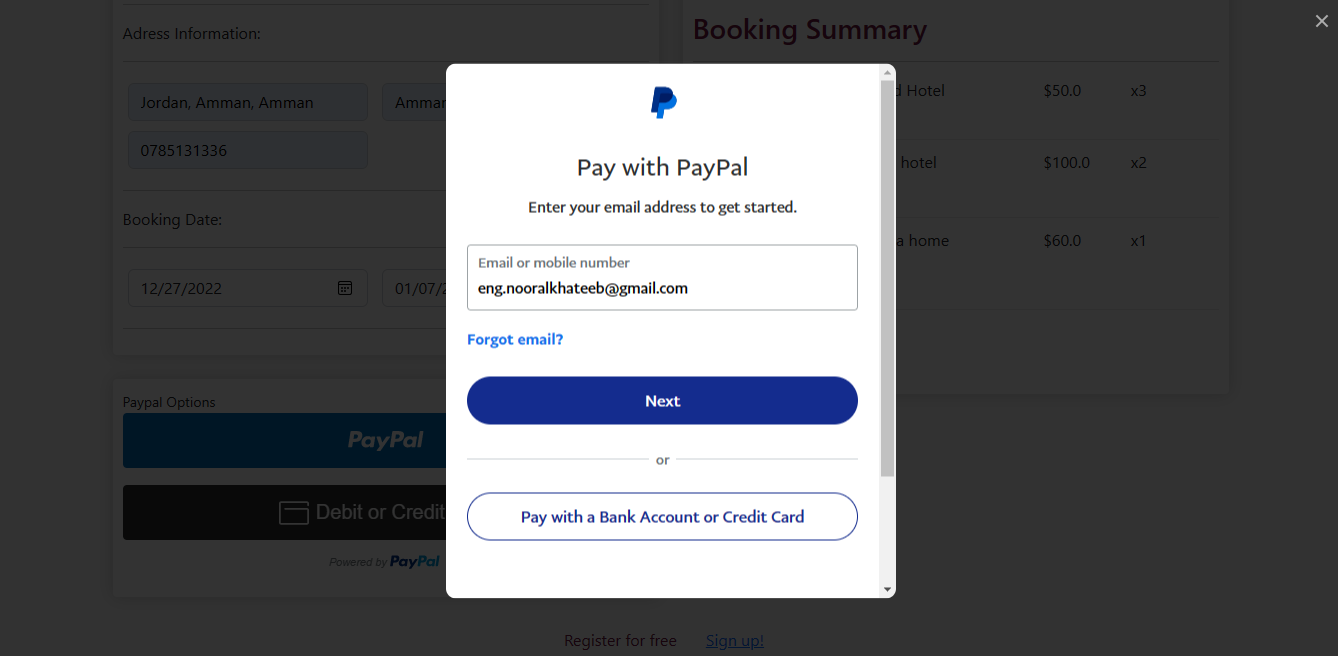 Adress Information:
Jordan, Amman, Amman
Amman
0785131336
Booking Date:
12/27/2022
01/07/2
Paypal Options
PayPal
Debit or Credit
Powered by PayPal
Pay with PayPal
Enter your email address to get started.
Email or mobile number
eng.nooralkhateeb@gmail.com
Forgot email?
Next
or
Pay with a Bank Account or Credit Card
Booking Summary
d Hotel $50.0 x3
hotel $100.0 x2
a home $60.0 x1
Register for free Sign up!